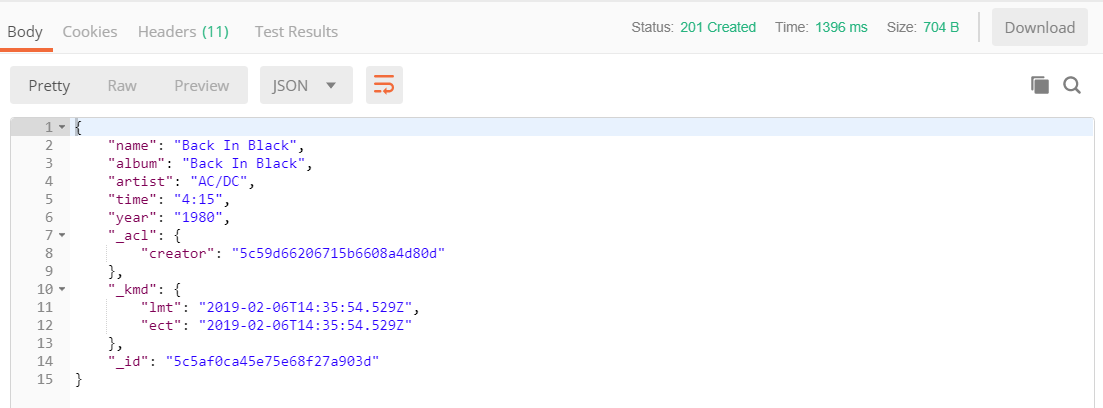 Body Cookies Headers (11) Test Results Status: 201 Created Time: 1396 ms Size: 704 B Download
Pretty Raw Preview JSON
1 {
2 "name": "Back In Black",
3 "album": "Back In Black",
4 "artist": "AC/DC",
5 "time": "4:15",
6 "year": "1980",
7 "_acl": {
8 "creator": "5c59d66206715b6608a4d80d"
9 },
10 "_kmd": {
11 "lmt": "2019-02-06T14:35:54.529Z",
12 "ect": "2019-02-06T14:35:54.529Z"
13 },
14 "_id": "5c5af0ca45e75e68f27a903d"
15 }